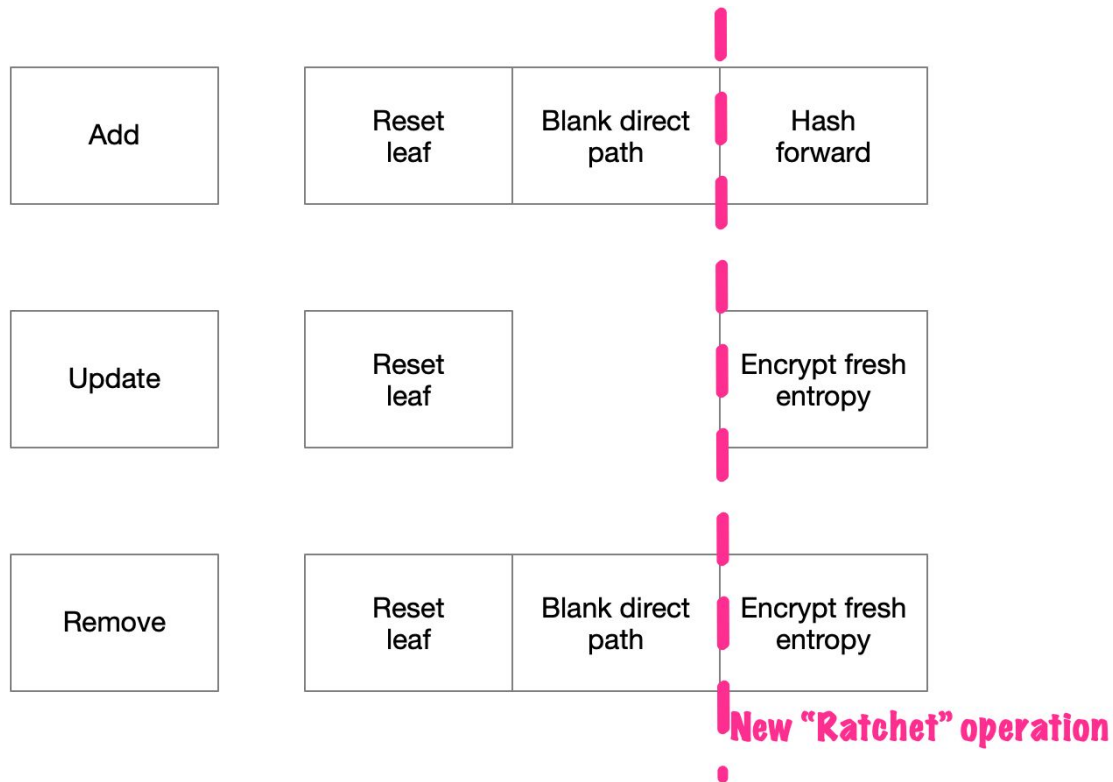 Add
Reset
leaf
Blank direct
path
Hash
forward
Update
Reset
leaf
Encrypt fresh
entropy
Remove
Reset
leaf
Blank direct
path
Encrypt fresh
entropy
New “Ratchet” operation